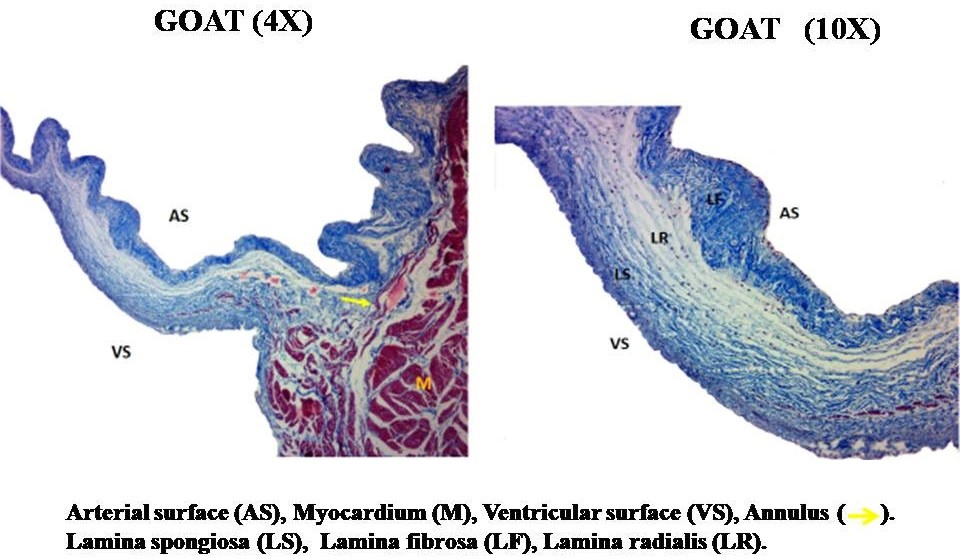 GOAT (4X)
GOAT (10X)
AS
VS
M
LF
AS
LR
LS
VS
Arterial surface (AS), Myocardium (M), Ventricular surface (VS), Annulus ( ).
Lamina spongiosa (LS), Lamina fibrosa (LF), Lamina radialis (LR).